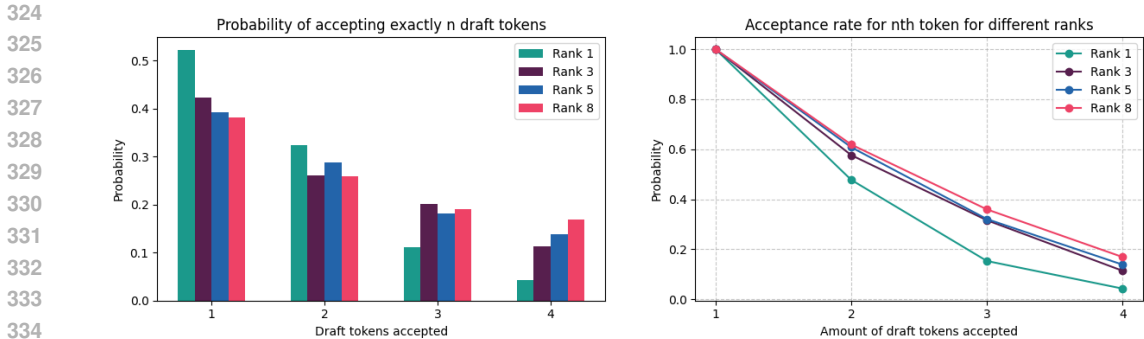 324
325
326
327
328
329
330
331
332
333
334
Probability of accepting exactly n draft tokens
Probability
0.5
0.4
0.3
0.2
0.1
0.0
Rank 1
Rank 3
Rank 5
Rank 8
1 2 3 4
Draft tokens accepted
Acceptance rate for nth token for different ranks
Probability
1.0
0.8
0.6
0.4
0.2
0.0
Rank 1
Rank 3
Rank 5
Rank 8
1 2 3 4
Amount of draft tokens accepted